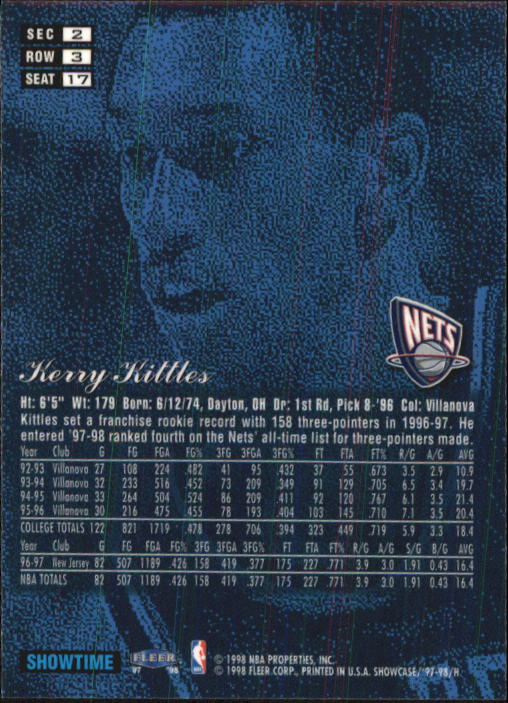 SEC 2
ROW 3
SEAT 17
NETS
Kerry Kittles
Ht: 6'5" Wt: 179 Born: 6/12/74, Dayton, OH Dr: 1st Rd, Pick 8-'96 Col: Villanova
Kittles set a franchise rookie record with 158 three-pointers in 1996-97. He
entered '97-98 ranked fourth on the Nets' all-time list for three-pointers made.
Year Club G FG FGA FG% 3FG 3FGA 3FG% FT FTA FT% R/G A/G AVG
92-93 Villanova 27 108 224 .482 41 95 .432 37 55 .673 3.5 2.9 10.9
93-94 Villanova 32 233 516 .452 73 209 .349 91 129 .705 6.5 3.4 19.7
94-95 Villanova 33 264 504 .524 86 209 .411 92 120 .767 6.1 3.5 21.4
95-96 Villanova 30 216 475 .455 78 193 .404 103 145 .710 7.1 3.5 20.4
COLLEGE TOTALS 122 821 1719 .478 278 706 .394 323 449 .719 5.9 3.3 18.4
Year Club G FG FGA FG% 3FG 3FGA 3FG% FT FTA FT% R/G A/G S/G B/G AVG
96-97 New Jersey 82 507 1189 .426 158 419 .377 175 227 .771 3.9 3.0 1.91 0.43 16.4
NBA TOTALS 82 507 1189 .426 158 419 .377 175 227 .771 3.9 3.0 1.91 0.43 16.4
SHOWTIME
FLEER
97 98
© 1998 NBA PROPERTIES, INC.
© 1998 FLEER CORP., PRINTED IN U.S.A. SHOWCASE/'97-98/H